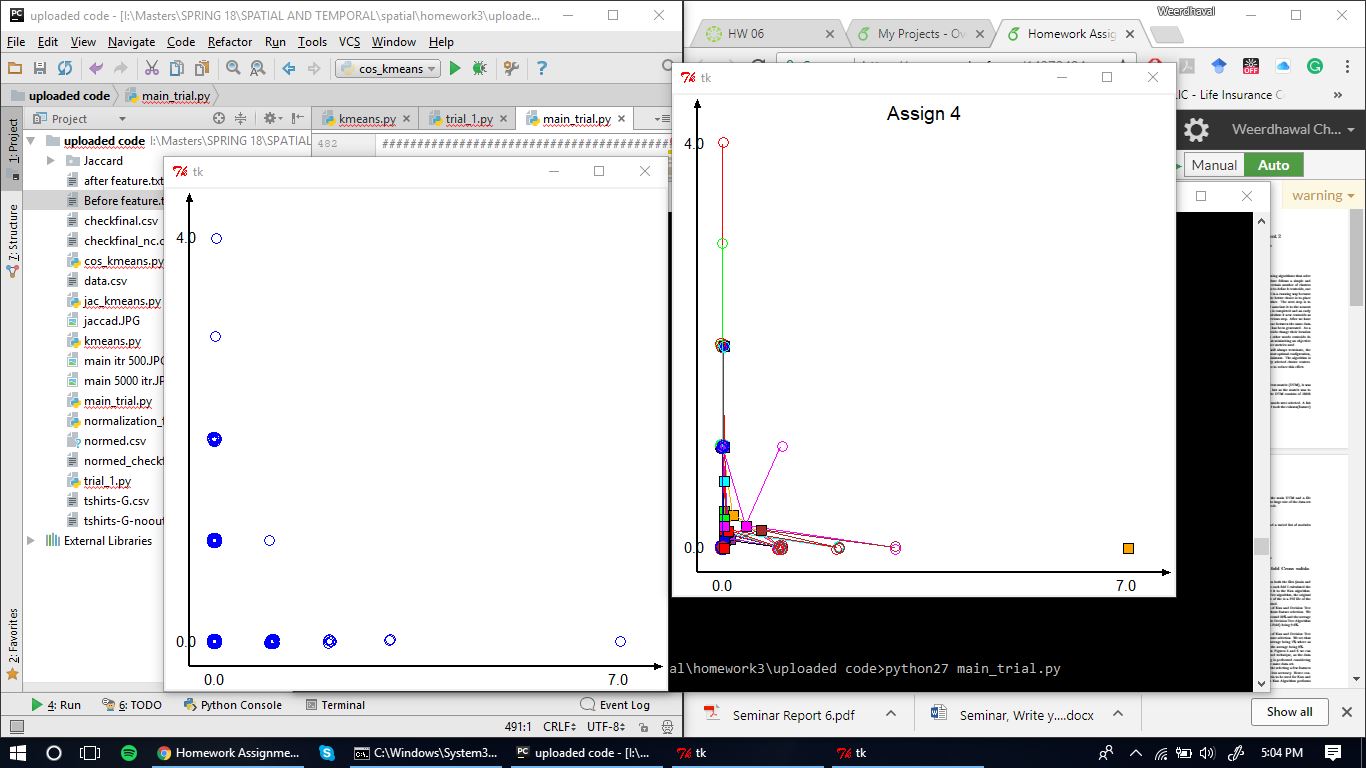 uploaded code - [I:\Masters\SPRING 18\SPATIAL AND TEMPORAL\spatial\homework3\uploade...
File Edit View Navigate Code Refactor Run Tools VCS Window Help
cos_kmeans
uploaded code main_trial.py
Project
kmeans.py trial_1.py main_trial.py
1: Project
7: Structure
2: Favorites
uploaded code I:\Masters\SPRING 18\SPATIAL
482 ########################################
Jaccard
after feature.txt
Before feature.t
checkfinal.csv
checkfinal_nc.c
cos_kmeans.py
data.csv
jac_kmeans.py
jaccad.JPG
kmeans.py
main itr 500.JPG
main 5000 itr.JP
main_trial.py
normalization_
normed.csv
normed_checkf
trial_1.py
tshirts-G.csv
tshirts-G-noout
External Libraries
tk
4.0
0.0
0.0 7.0
4: Run 6: TODO Python Console Terminal Event Log
491:1 CRLF UTF-8
Weerdhaval
HW 06 My Projects - Ov Homework Assig
tk
OFF
LIC - Life Insurance C
Weerdhawal Ch...
Manual Auto
warning
Assign 4
4.0
0.0
0.0 7.0
al\homework3\uploaded code>python27 main_trial.py
Seminar Report 6.pdf Seminar, Write y....docx Show all
Homework Assignme... C:\Windows\System3... uploaded code - [I:\... tk tk 5:04 PM